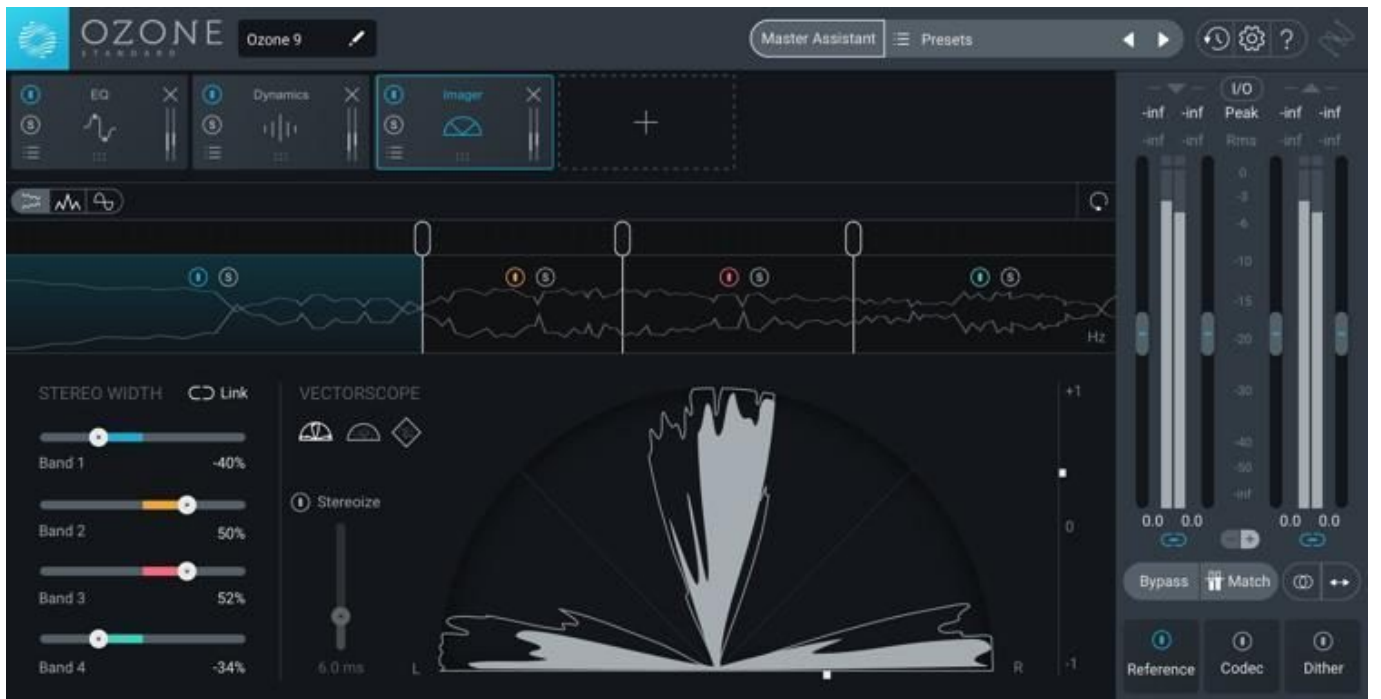 OZONE
STANDARD
Ozone 9
Master Assistant
Presets
?
EQ
Dynamics
Imager
S
S
S
+
I/O
-inf -inf Peak -inf -inf
-inf -inf Rms -inf -inf
0
-3
-6
-10
-15
-20
-30
-40
-50
-inf
S
S
S
S
Hz
STEREO WIDTH
Link
Band 1 -40%
Band 2 50%
Band 3 52%
Band 4 -34%
VECTORSCOPE
Stereoize
6.0 ms
L
R
+1
0
-1
0.0 0.0
0.0 0.0
- +
Bypass
Match
Reference
Codec
Dither